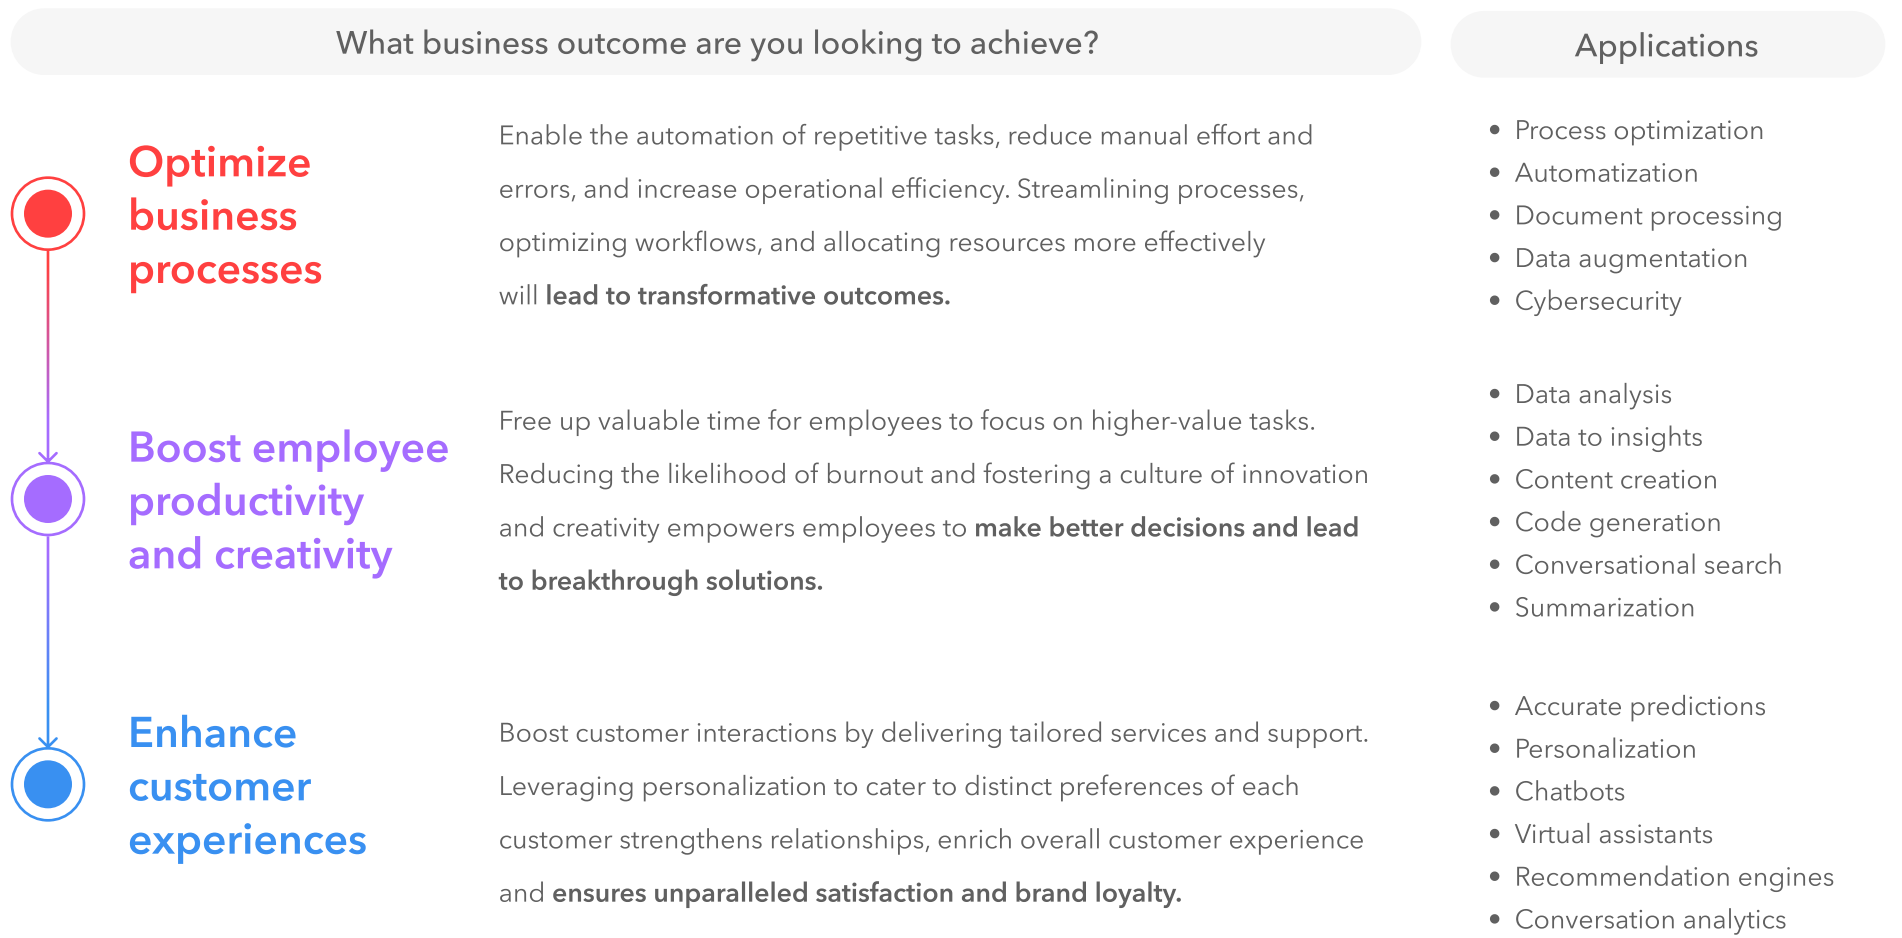 What business outcome are you looking to achieve?
Applications
Optimize
business
processes
Enable the automation of repetitive tasks, reduce manual effort and
errors, and increase operational efficiency. Streamlining processes,
optimizing workflows, and allocating resources more effectively
will lead to transformative outcomes.
• Process optimization
• Automatization
• Document processing
• Data augmentation
• Cybersecurity
Boost employee
productivity
and creativity
Free up valuable time for employees to focus on higher-value tasks.
Reducing the likelihood of burnout and fostering a culture of innovation
and creativity empowers employees to make better decisions and lead
to breakthrough solutions.
• Data analysis
• Data to insights
• Content creation
• Code generation
• Conversational search
• Summarization
Enhance
customer
experiences
Boost customer interactions by delivering tailored services and support.
Leveraging personalization to cater to distinct preferences of each
customer strengthens relationships, enrich overall customer experience
and ensures unparalleled satisfaction and brand loyalty.
• Accurate predictions
• Personalization
• Chatbots
• Virtual assistants
• Recommendation engines
• Conversation analytics